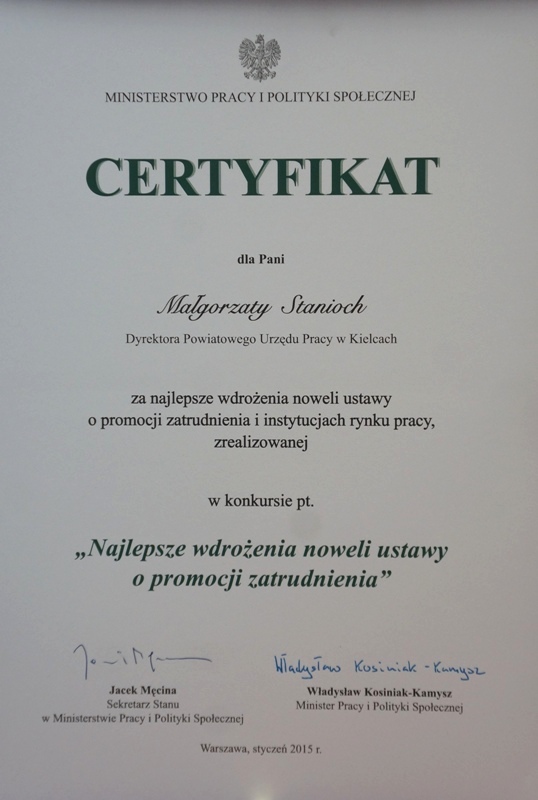 MINISTERSTWO PRACY I POLITYKI SPOŁECZNEJ
CERTYFIKAT
dla Pani
Małgorzaty Stanioch
Dyrektora Powiatowego Urzędu Pracy w Kielcach
za najlepsze wdrożenia noweli ustawy
o promocji zatrudnienia i instytucjach rynku pracy,
zrealizowanej
w konkursie pt.
„Najlepsze wdrożenia noweli ustawy
o promocji zatrudnienia”
Władysław Kosiniak-Kamysz
Jacek Męcina
Sekretarz Stanu
w Ministerstwie Pracy i Polityki Społecznej
Władysław Kosiniak-Kamysz
Minister Pracy i Polityki Społecznej
Warszawa, styczeń 2015 r.